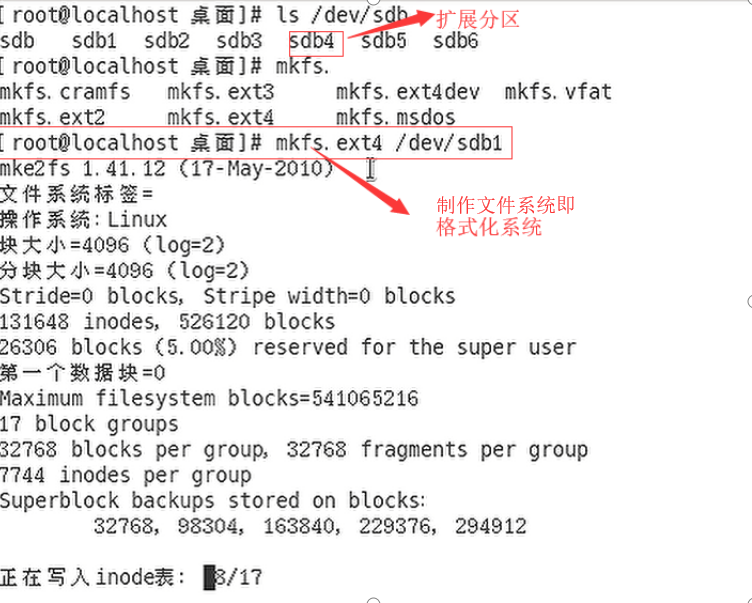 [ root@localhost 桌面]# ls /dev/sdb
扩展分区
sdb  sdb1  sdb2  sdb3  sdb4  sdb5  sdb6
[ root@localhost 桌面]# mkfs.
mkfs.cramfs  mkfs.ext3  mkfs.ext4dev  mkfs.vfat
mkfs.ext2  mkfs.ext4  mkfs.msdos
[ root@localhost 桌面]# mkfs.ext4 /dev/sdb1
mke2fs 1.41.12 (17-May-2010)
文件系统标签=
制作文件系统即
格式化系统
操作系统:Linux
块大小=4096 (log=2)
分块大小=4096 (log=2)
Stride=0 blocks, Stripe width=0 blocks
131648 inodes, 526120 blocks
26306 blocks (5.00%) reserved for the super user
第一个数据块=0
Maximum filesystem blocks=541065216
17 block groups
32768 blocks per group, 32768 fragments per group
7744 inodes per group
Superblock backups stored on blocks:
32768, 98304, 163840, 229376, 294912
正在写入inode表: 8/17